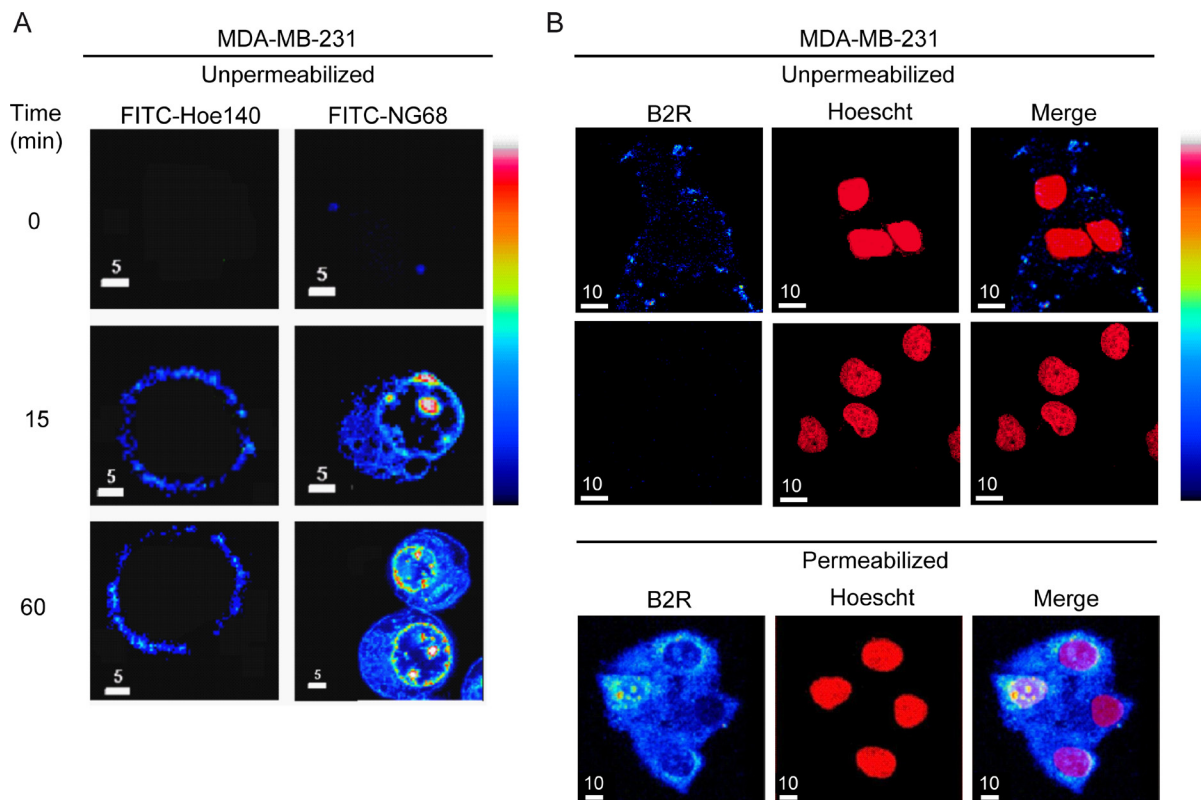 A
MDA-MB-231
Unpermeabilized
Time
(min)
FITC-Hoe140 FITC-NG68
0
5 5
15
5 5
60
5 5
B
MDA-MB-231
Unpermeabilized
B2R Hoescht Merge
10 10 10
10 10 10
Permeabilized
B2R Hoescht Merge
10 10 10